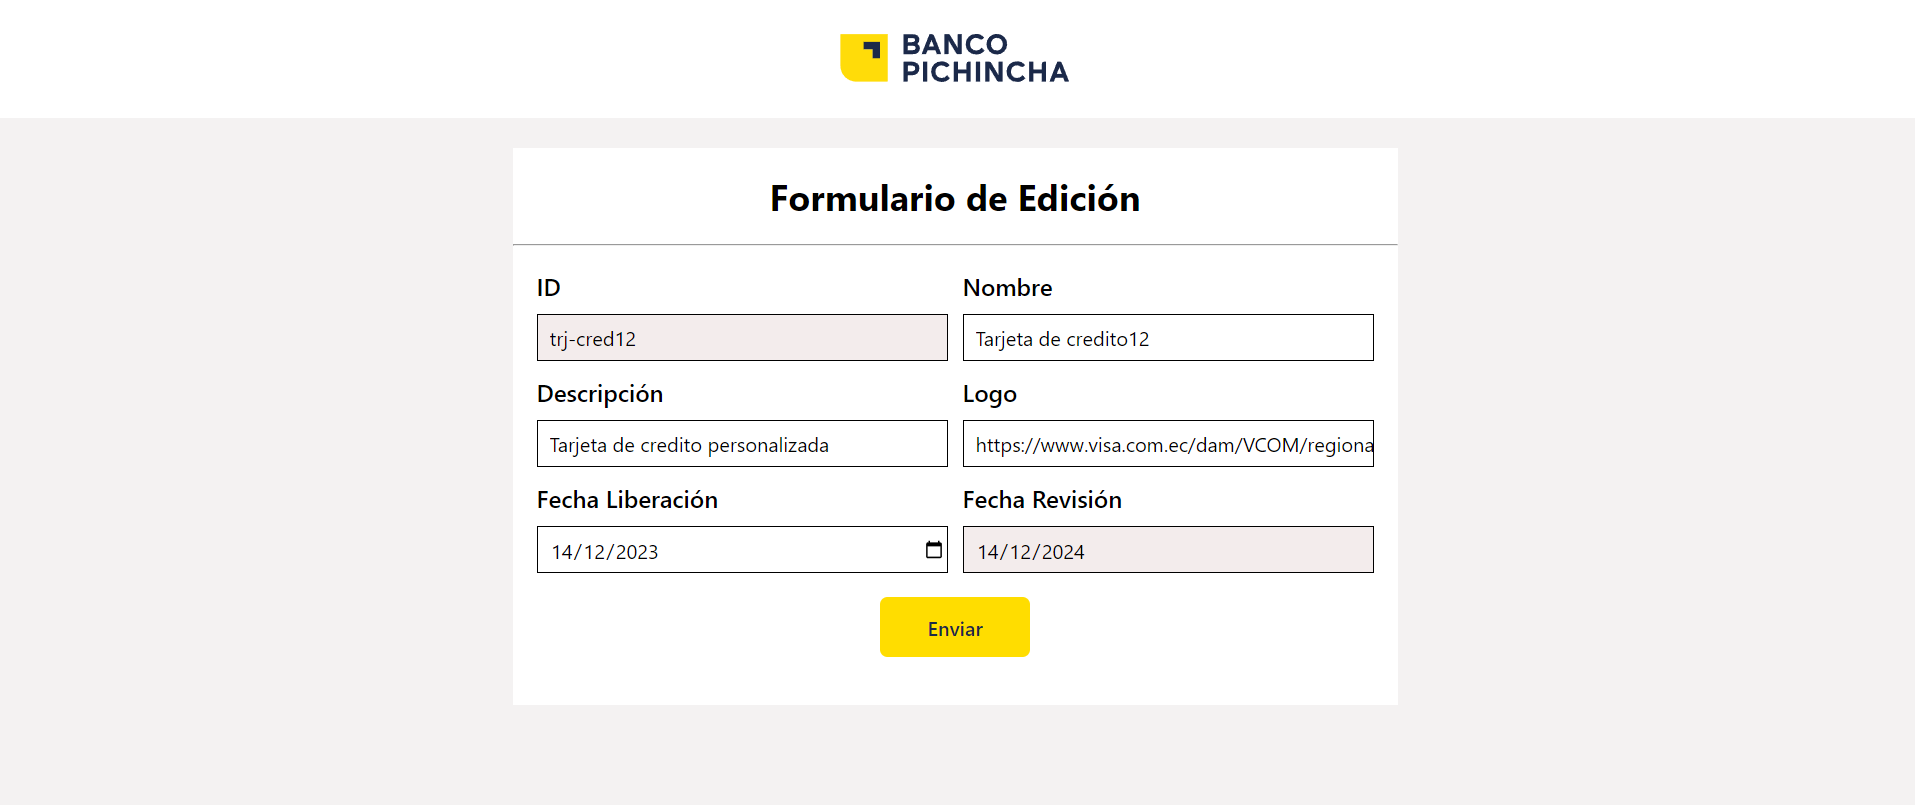 BANCO
PICHINCHA
Formulario de Edición
ID
Nombre
trj-cred12
Tarjeta de credito12
Descripción
Logo
Tarjeta de credito personalizada
https://www.visa.com.ec/dam/VCOM/regiona
Fecha Liberación
Fecha Revisión
14/12/2023
14/12/2024
Enviar